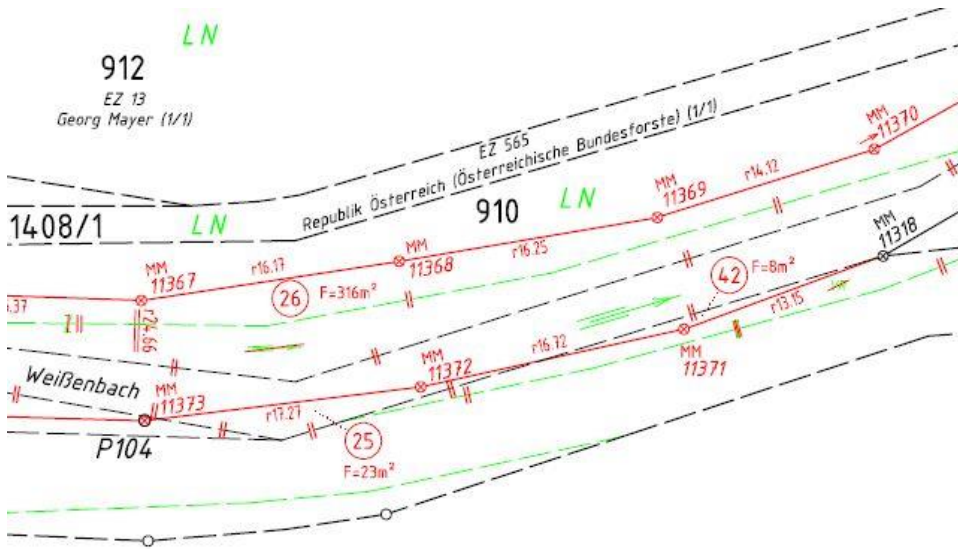 LN
912
EZ 13
Georg Mayer (1/1)
EZ 565
Republik Österreich (Österreichische Bundesforste) (1/1)
MM
11370
r14.12
MM
11369
LN
910
1408/1
LN
MM
11318
MM
11368
r16.25
r16.17
MM
11367
26
F=316m²
42
F=8m²
.37
r24.66
r13.15
r16.72
MM
11371
MM
11372
Weißenbach
MM
11373
r17.27
P104
25
F=23m²